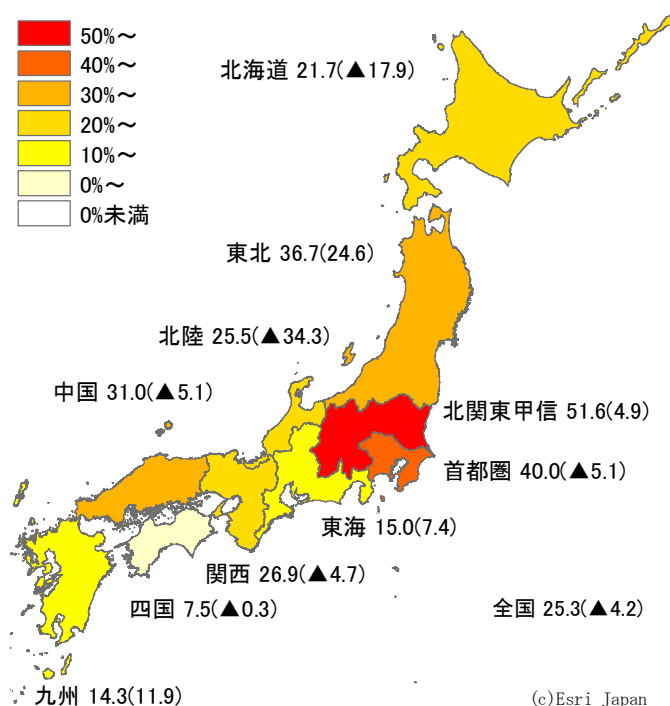 50%～
40%～
30%～
20%～
10%～
0%～
0%未満
北海道 21.7(▲17.9)
東北 36.7(24.6)
北陸 25.5(▲34.3)
中国 31.0(▲5.1)
北関東甲信 51.6(4.9)
首都圏 40.0(▲5.1)
東海 15.0(7.4)
関西 26.9(▲4.7)
四国 7.5(▲0.3)
全国 25.3(▲4.2)
九州 14.3(11.9)
(c)Esri Japan